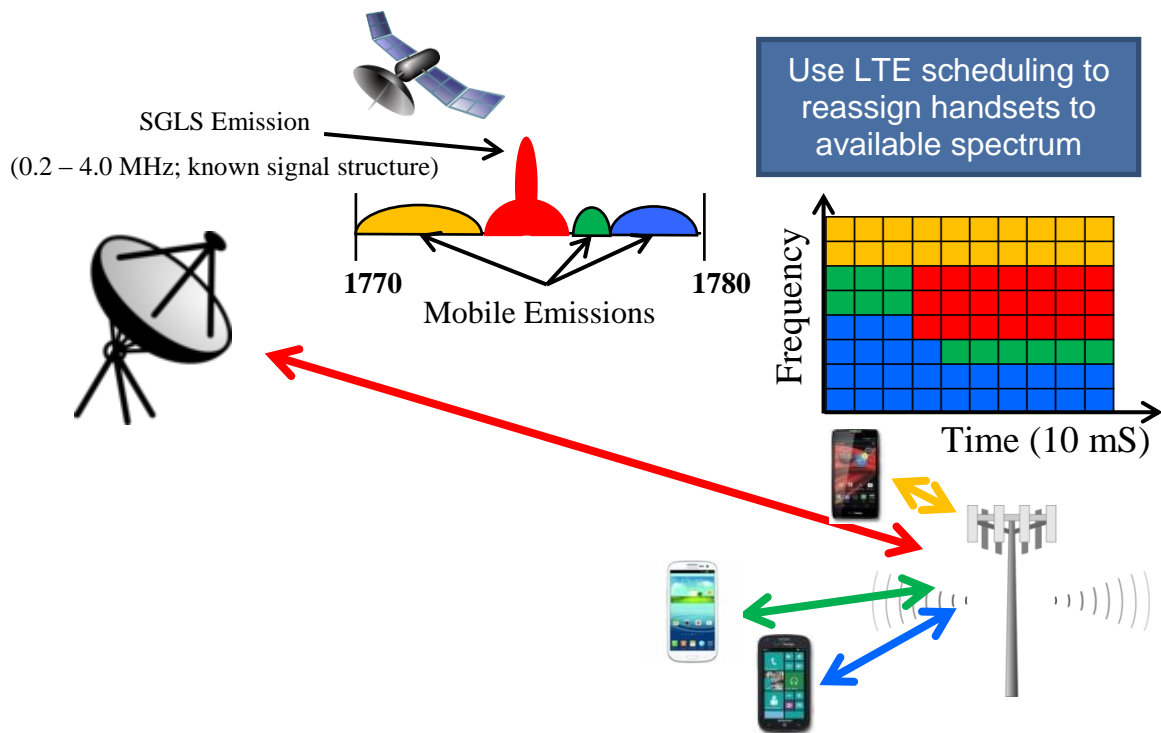 SGLS Emission
(0.2 – 4.0 MHz; known signal structure)
Use LTE scheduling to
reassign handsets to
available spectrum
1770
1780
Mobile Emissions
Frequency
Time (10 mS)